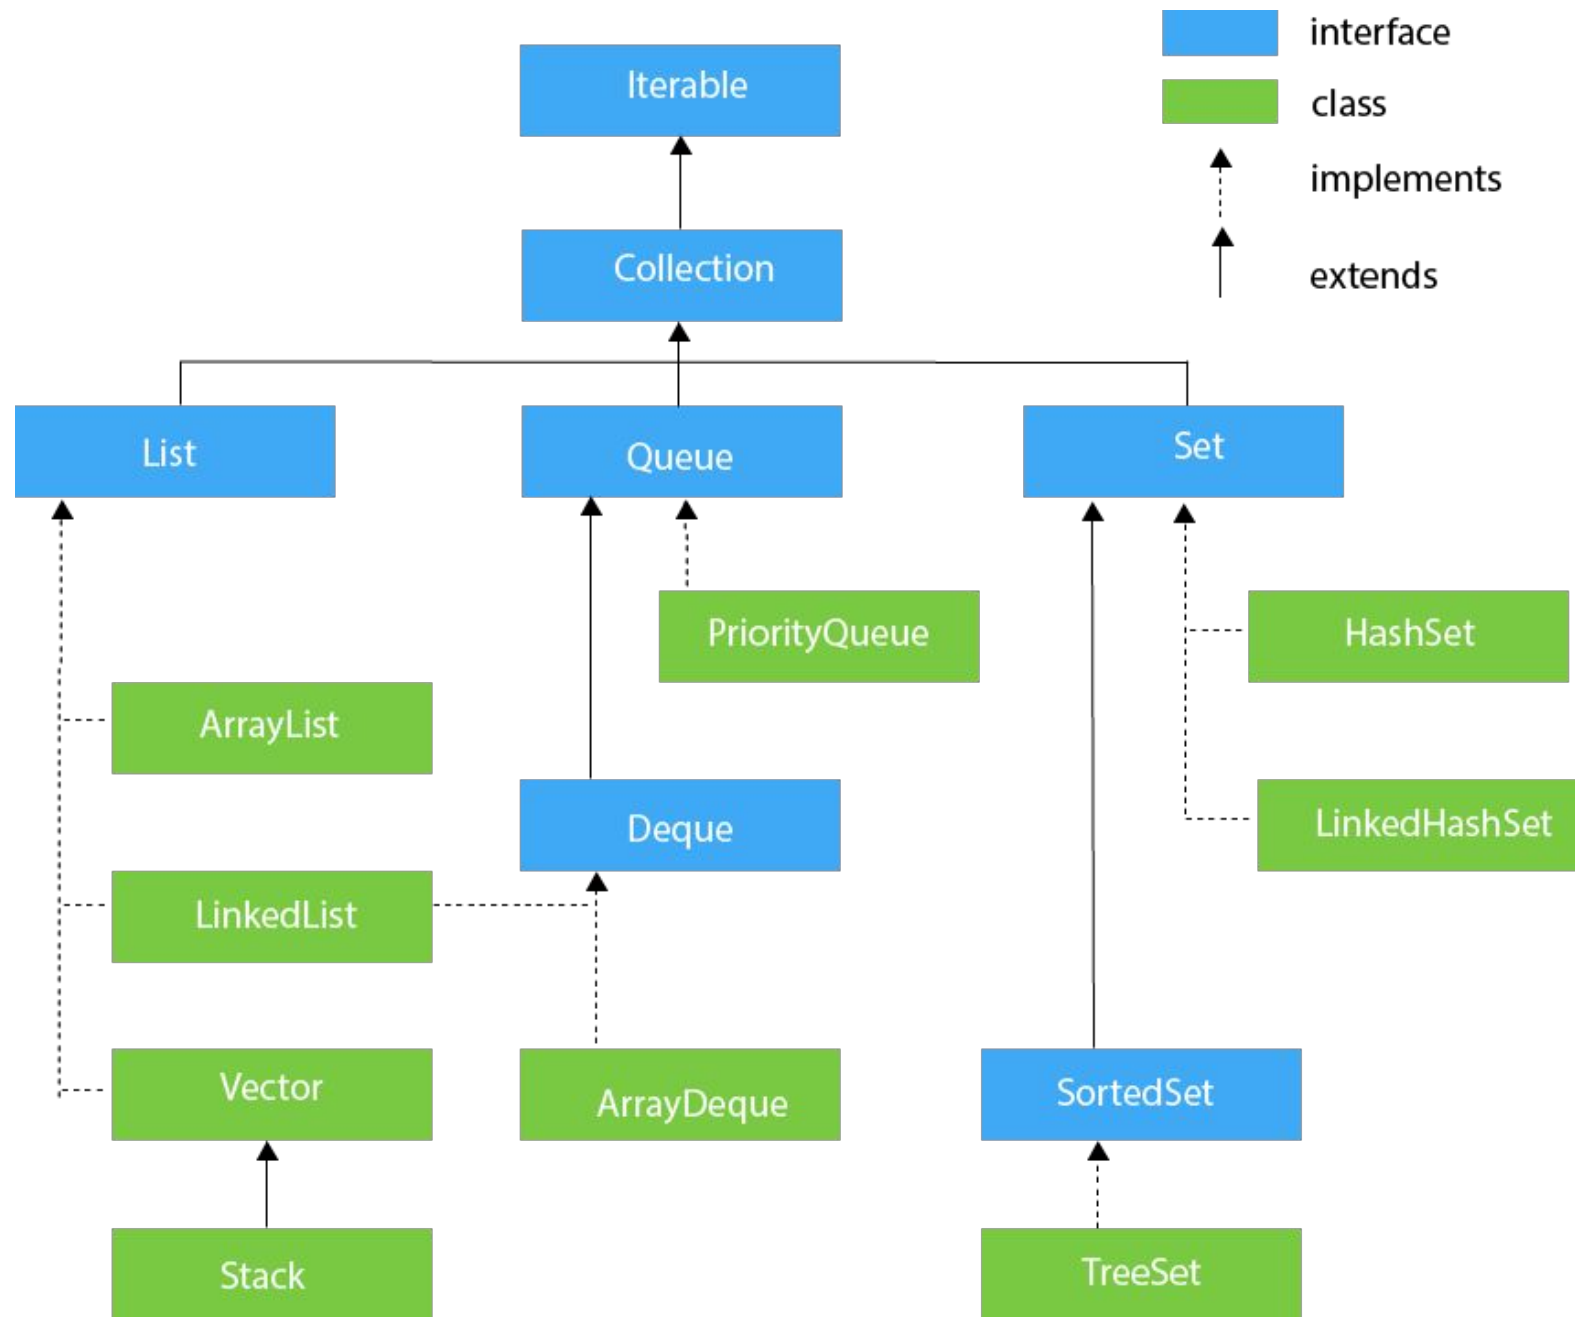 interface
Iterable
class
implements
Collection
extends
List
Queue
Set
PriorityQueue
HashSet
ArrayList
Deque
LinkedHashSet
LinkedList
Vector
ArrayDeque
SortedSet
Stack
TreeSet